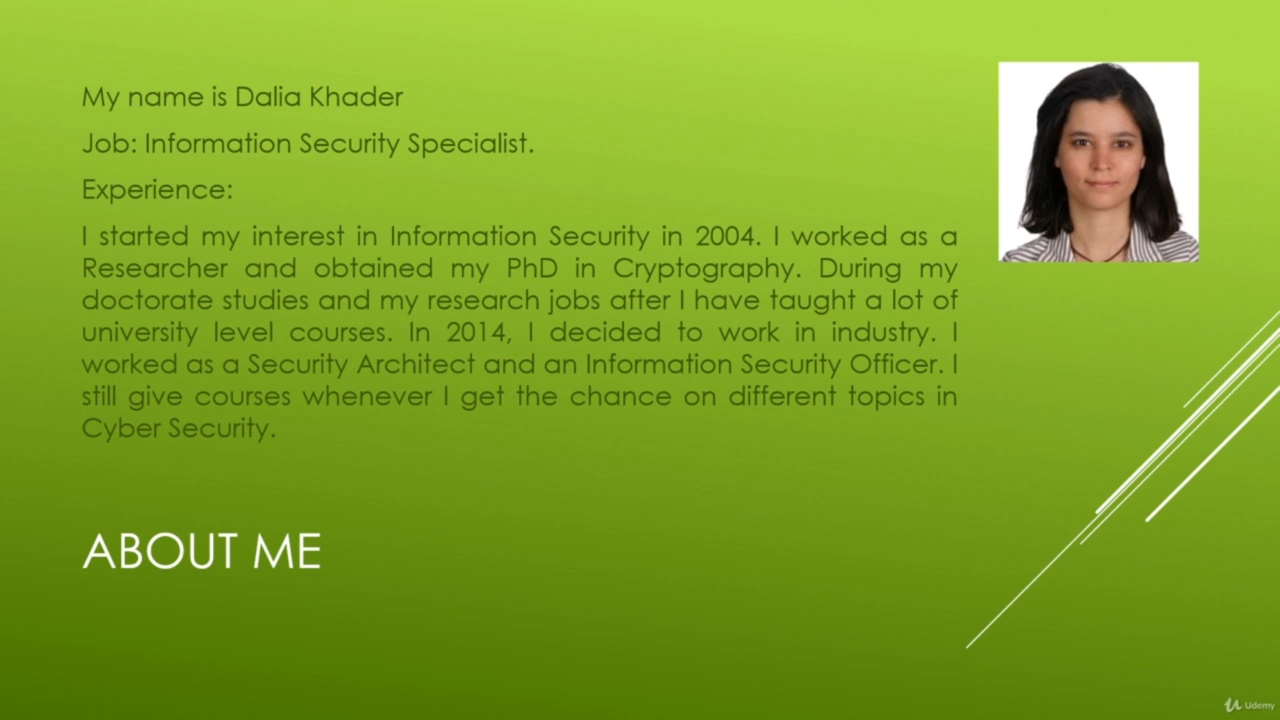 My name is Dalia Khader
Job: Information Security Specialist.
Experience:
I started my interest in Information Security in 2004. I worked as a
Researcher and obtained my PhD in Cryptography. During my
doctorate studies and my research jobs after I have taught a lot of
university level courses. In 2014, I decided to work in industry. I
worked as a Security Architect and an Information Security Officer. I
still give courses whenever I get the chance on different topics in
Cyber Security.
ABOUT ME
Udemy